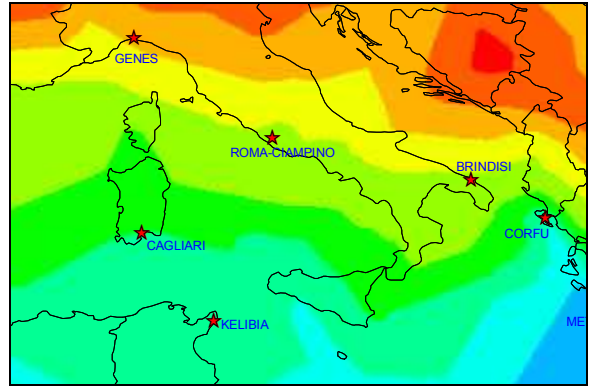 GENES
ROMA-CIAMPINO
BRINDISI
CORFU
CAGLIARI
KELIBIA
ME